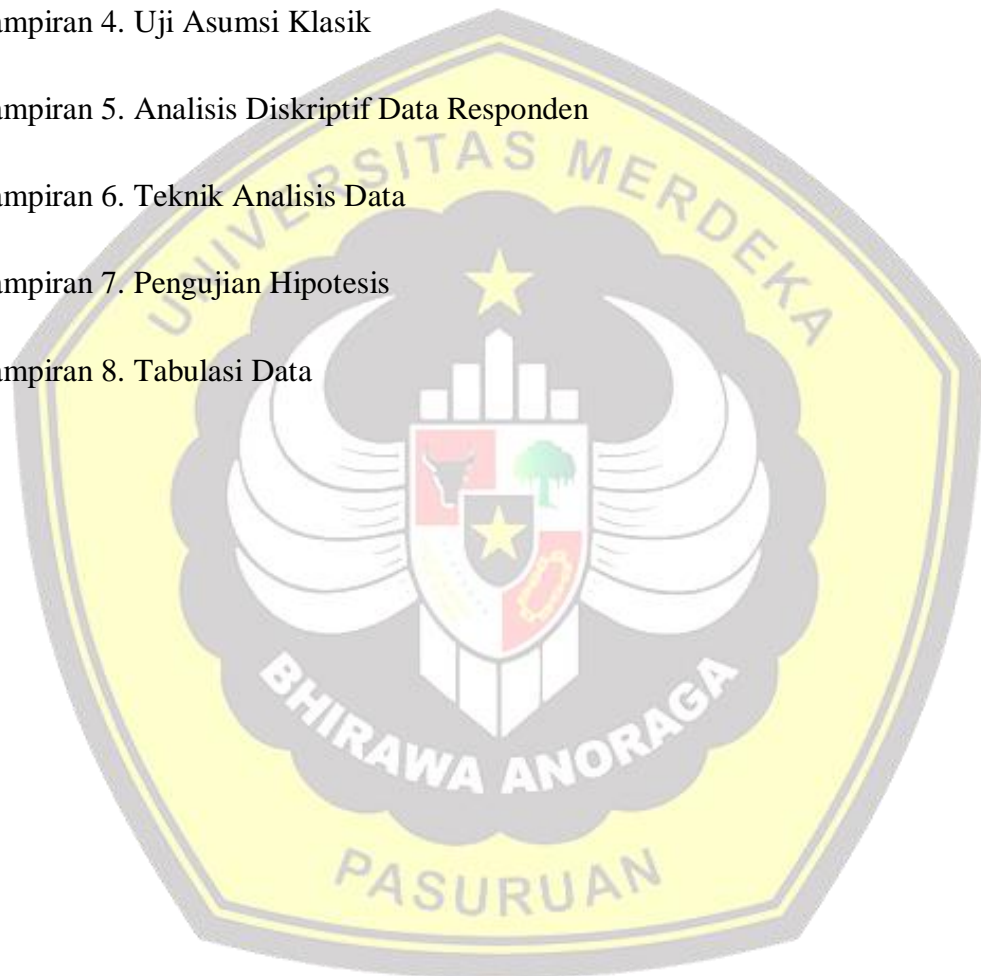 ampiran 4. Uji Asumsi Klasik
ampiran 5. Analisis Diskriptif Data Responden
ampiran 6. Teknik Analisis Data
ampiran 7. Pengujian Hipotesis
ampiran 8. Tabulasi Data
UNIVERSITAS MERDEKA
BHIRAWA ANORAGA
PASURUAN